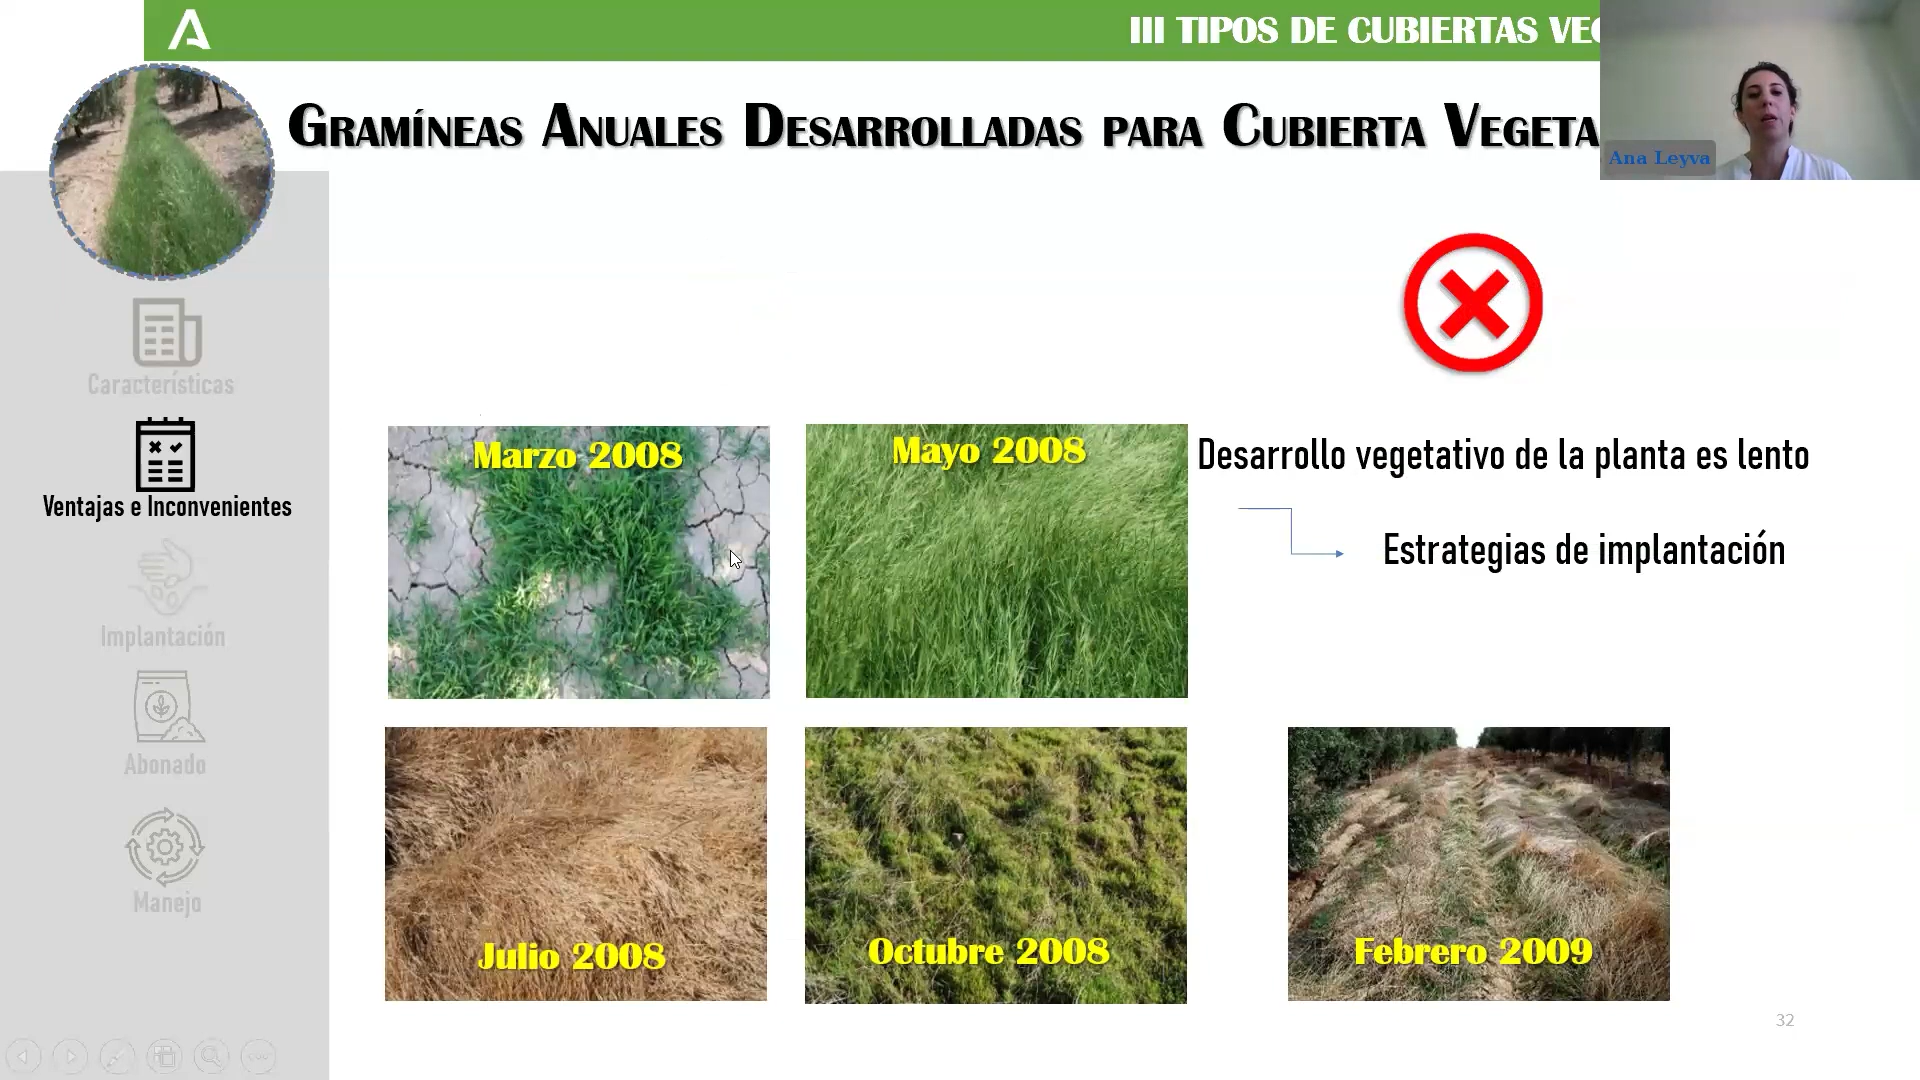 III TIPOS DE CUBIERTAS
GRAMÍNEAS ANUALES DESARROLLADAS PARA CUBIERTA
Ana Leyva
Características
Ventajas e Inconvenientes
Implantación
Abonado
Manejo
Marzo 2008
Mayo 2008
Desarrollo vegetativo de la planta es lento
Estrategias de implantación
Julio 2008
Octubre 2008
Febrero 2009
32